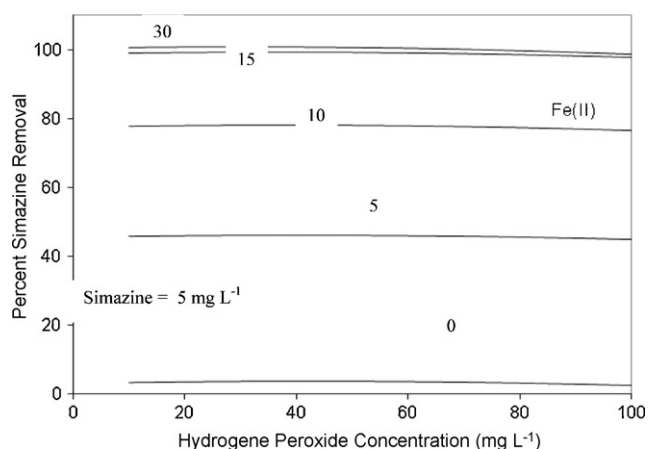 30
15
100
Fe(II)
10
80
60
5
40
Simazine = 5 mg L⁻¹
20
0
0
0 20 40 60 80 100
Percent Simazine Removal
Hydrogene Peroxide Concentration (mg L⁻¹)